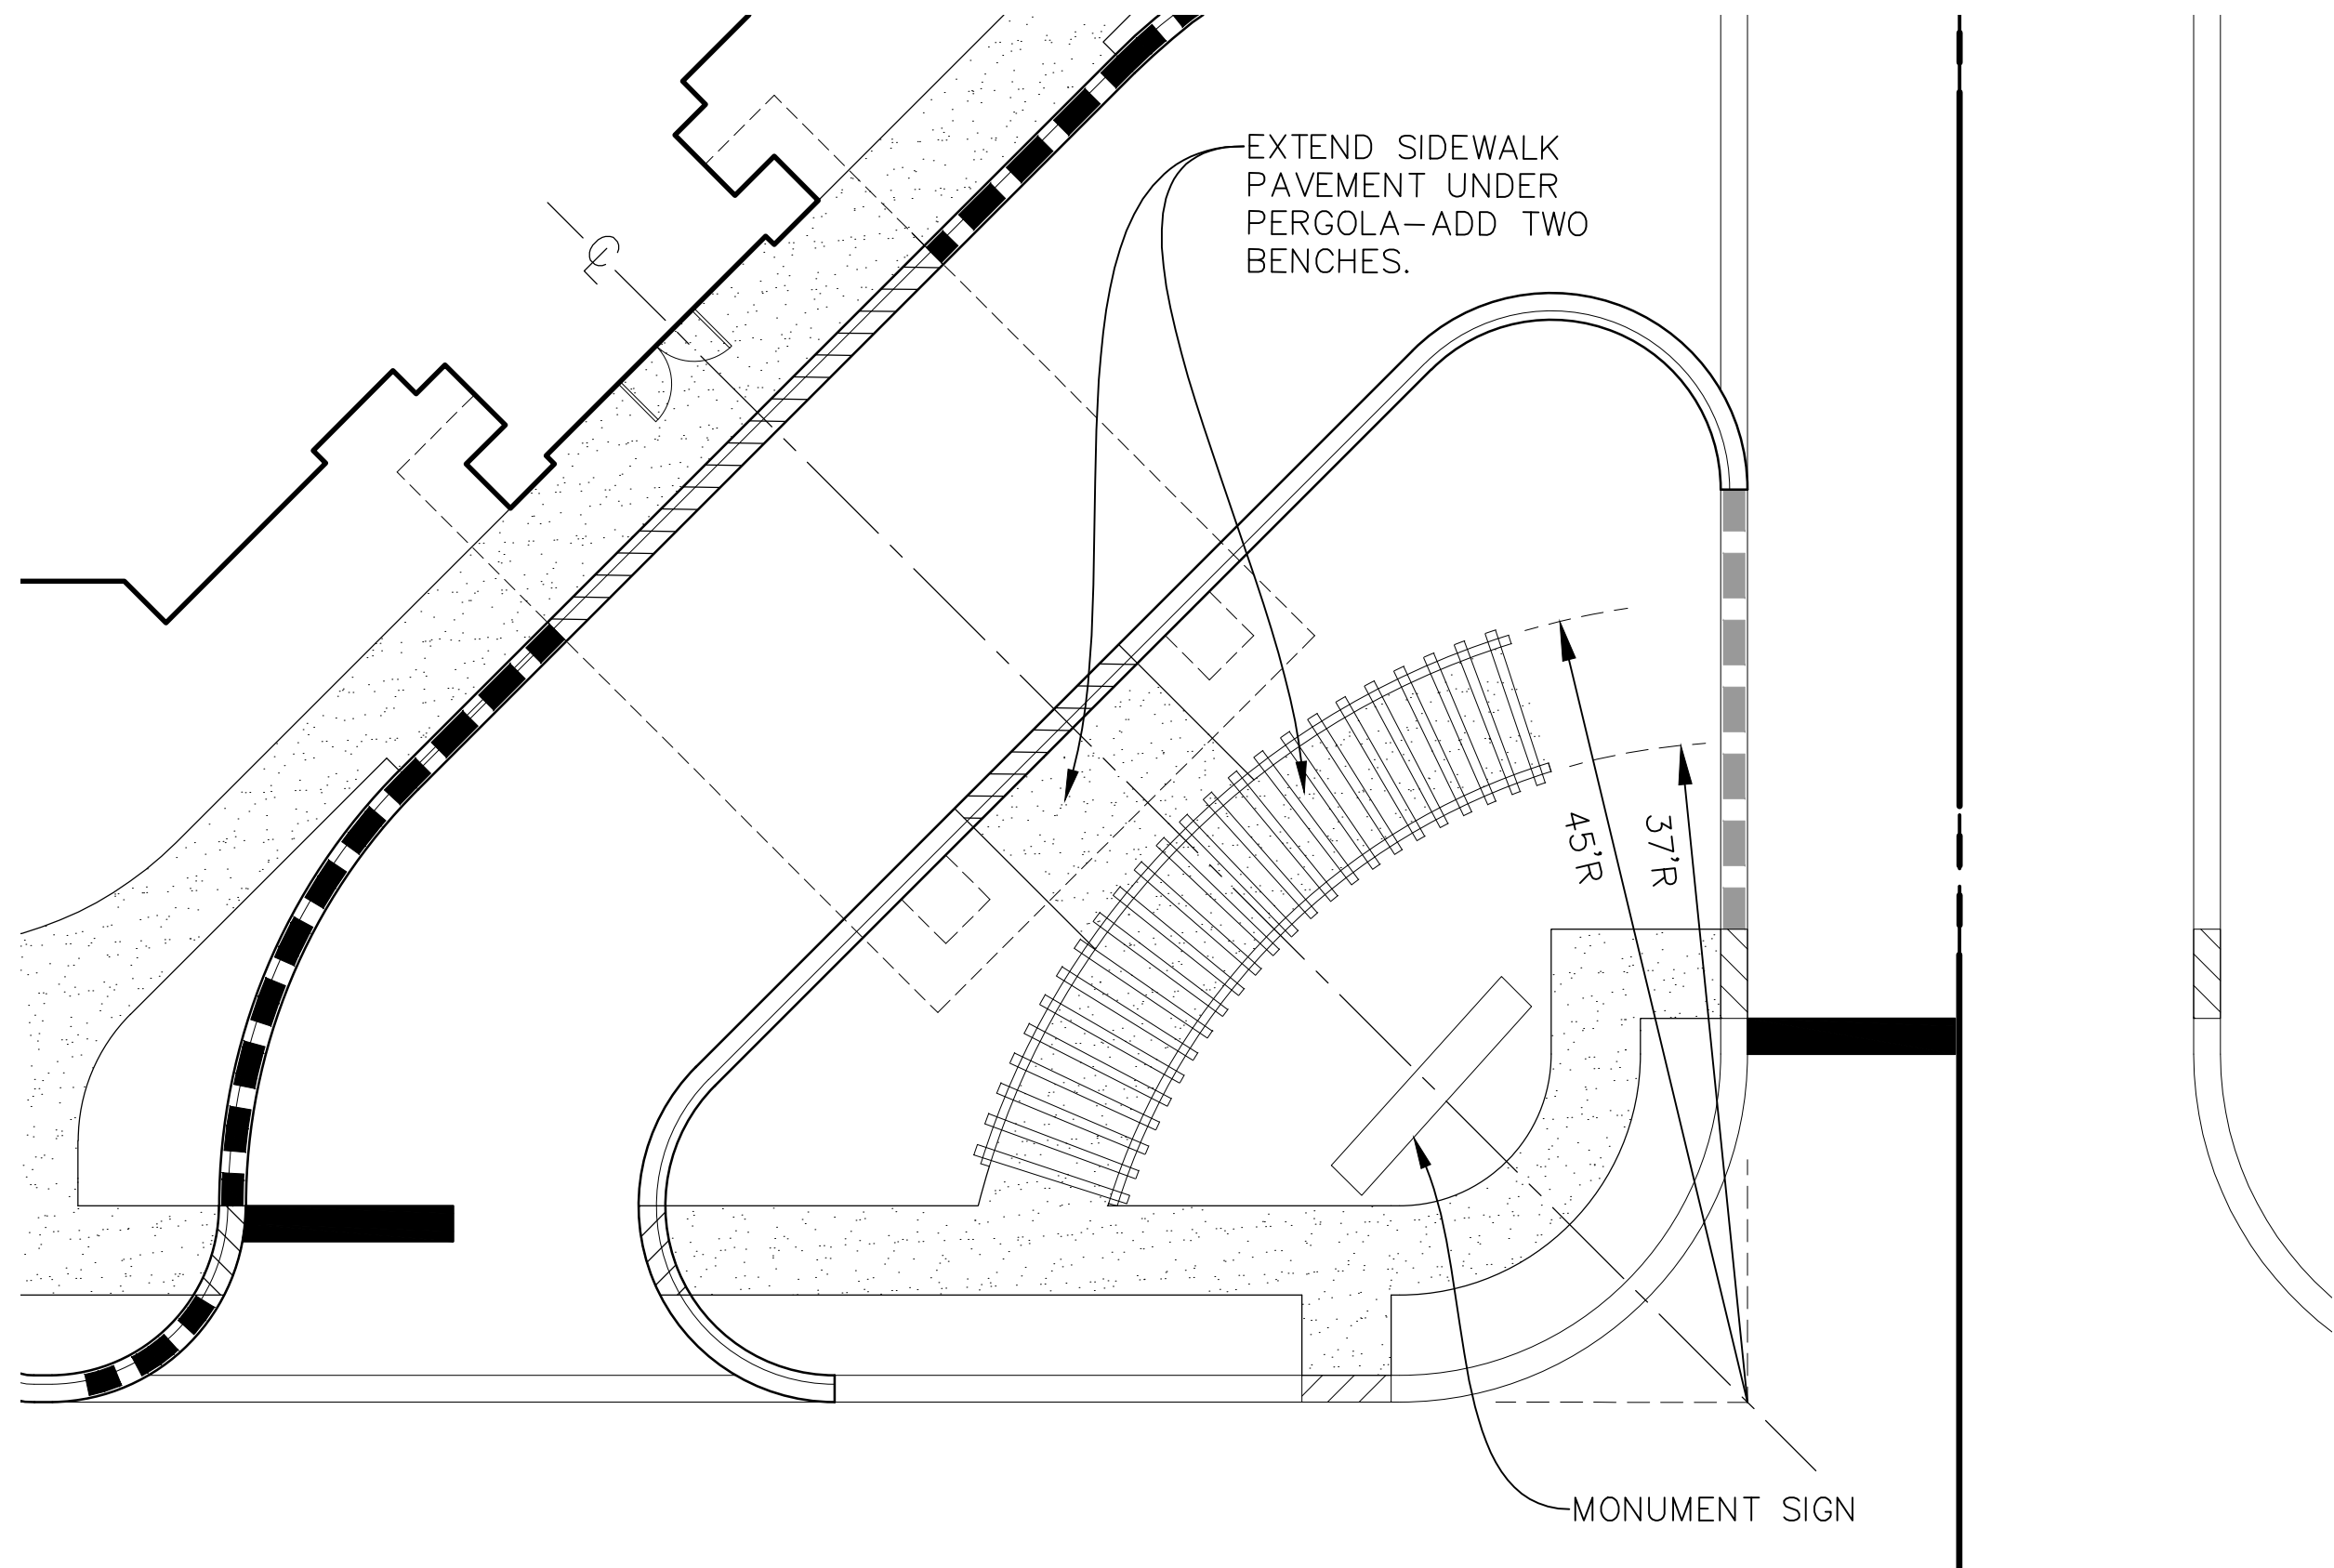 EXTEND SIDEWALK
PAVEMENT UNDER
PERGOLA-ADD TWO
BENCHES.
45'R
37'R
MONUMENT SIGN